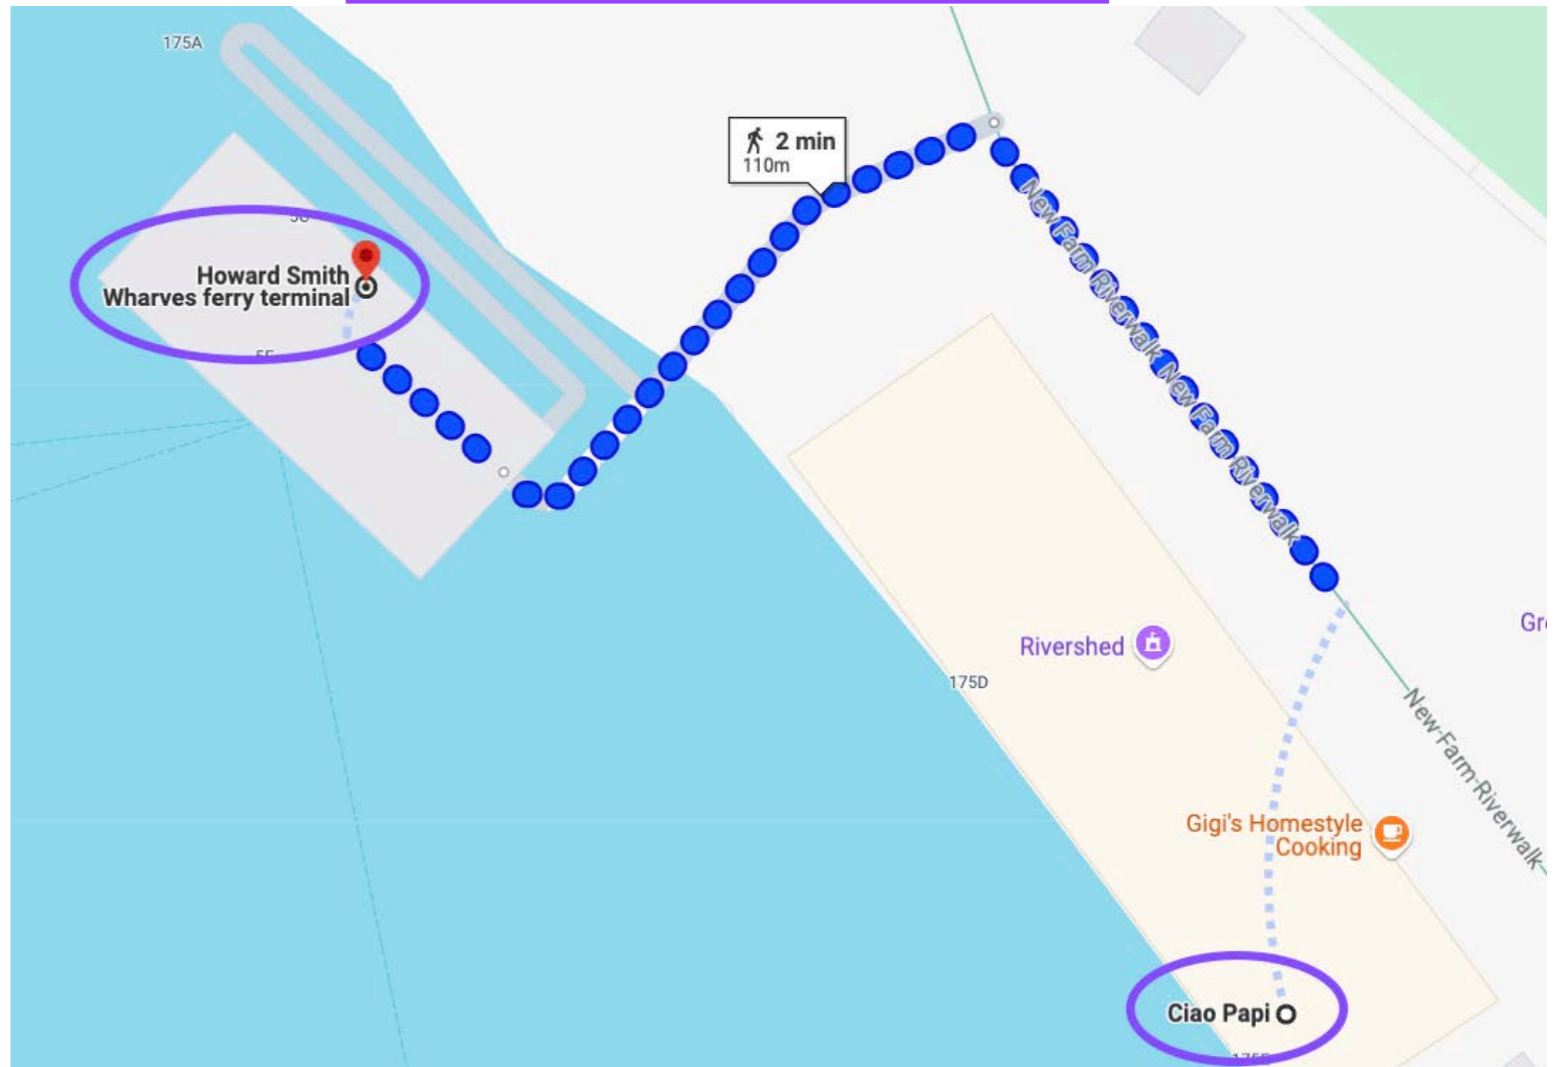 175A
2 min
110m
Howard Smith
Wharves ferry terminal
New Farm Riverwalk
New Farm Riverwalk
Rivershed
175D
New-Farm-Riverwalk
Gigi's Homestyle
Cooking
Ciao Papi